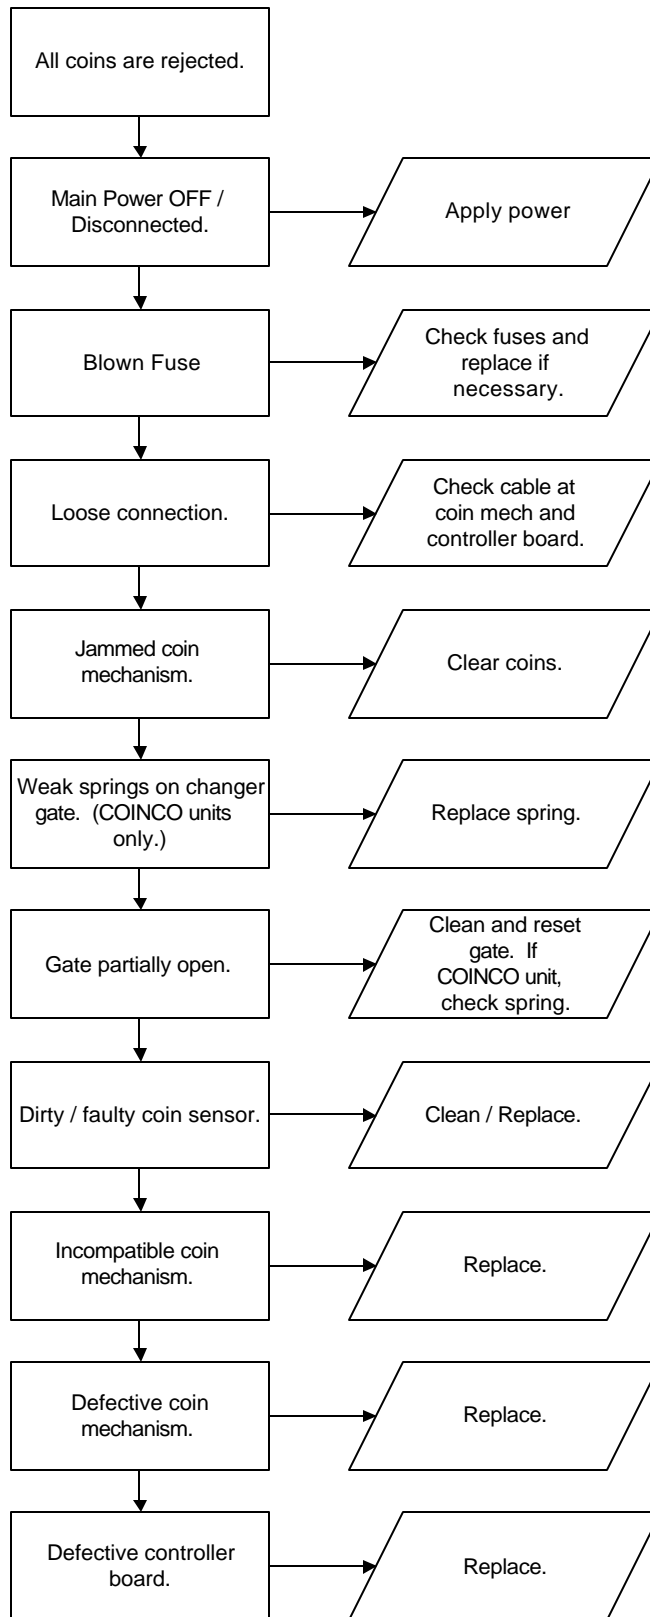 All coins are rejected.
Main Power OFF /
Disconnected.
Apply power
Blown Fuse
Check fuses and
replace if
necessary.
Loose connection.
Check cable at
coin mech and
controller board.
Jammed coin
mechanism.
Clear coins.
Weak springs on changer
gate.  (COINCO units
only.)
Replace spring.
Gate partially open.
Clean and reset
gate.  If
COINCO unit,
check spring.
Dirty / faulty coin sensor.
Clean / Replace.
Incompatible coin
mechanism.
Replace.
Defective coin
mechanism.
Replace.
Defective controller
board.
Replace.